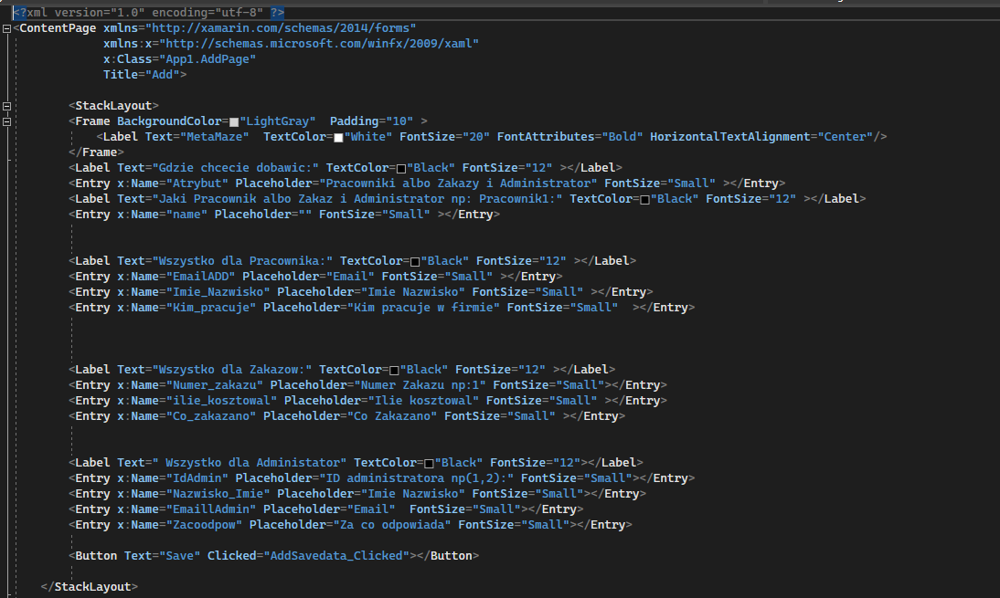 <?xml version="1.0" encoding="utf-8" ?>
<ContentPage xmlns="http://xamarin.com/schemas/2014/forms"
xmlns:x="http://schemas.microsoft.com/winfx/2009/xaml"
x:Class="App1.AddPage"
Title="Add">
<StackLayout>
<Frame BackgroundColor="LightGray"  Padding="10" >
<Label Text="MetaMaze"  TextColor="White" FontSize="20" FontAttributes="Bold" HorizontalTextAlignment="Center"/>
</Frame>
<Label Text="Gdzie chcecie dobawic:" TextColor="Black" FontSize="12" ></Label>
<Entry x:Name="Atrybut" Placeholder="Pracowniki albo Zakazy i Administrator" FontSize="Small" ></Entry>
<Label Text="Jaki Pracownik albo Zakaz i Administrator np: Pracownik1:" TextColor="Black" FontSize="12" ></Label>
<Entry x:Name="name" Placeholder="" FontSize="Small" ></Entry>
<Label Text="Wszystko dla Pracownika:" TextColor="Black" FontSize="12" ></Label>
<Entry x:Name="EmailADD" Placeholder="Email" FontSize="Small" ></Entry>
<Entry x:Name="Imie_Nazwisko" Placeholder="Imie Nazwisko" FontSize="Small" ></Entry>
<Entry x:Name="Kim_pracuje" Placeholder="Kim pracuje w firmie" FontSize="Small"  ></Entry>
<Label Text="Wszystko dla Zakazow:" TextColor="Black" FontSize="12" ></Label>
<Entry x:Name="Numer_zakazu" Placeholder="Numer Zakazu np:1" FontSize="Small"></Entry>
<Entry x:Name="ilie_kosztowal" Placeholder="Ilie kosztowal" FontSize="Small" ></Entry>
<Entry x:Name="Co_zakazano" Placeholder="Co Zakazano" FontSize="Small" ></Entry>
<Label Text=" Wszystko dla Administator" TextColor="Black" FontSize="12"></Label>
<Entry x:Name="IdAdmin" Placeholder="ID administratora np(1,2):" FontSize="Small"></Entry>
<Entry x:Name="Nazwisko_Imie" Placeholder="Imie Nazwisko" FontSize="Small"></Entry>
<Entry x:Name="EmaillAdmin" Placeholder="Email"  FontSize="Small"></Entry>
<Entry x:Name="Zacoodpow" Placeholder="Za co odpowiada" FontSize="Small"></Entry>
<Button Text="Save" Clicked="AddSavedata_Clicked"></Button>
</StackLayout>